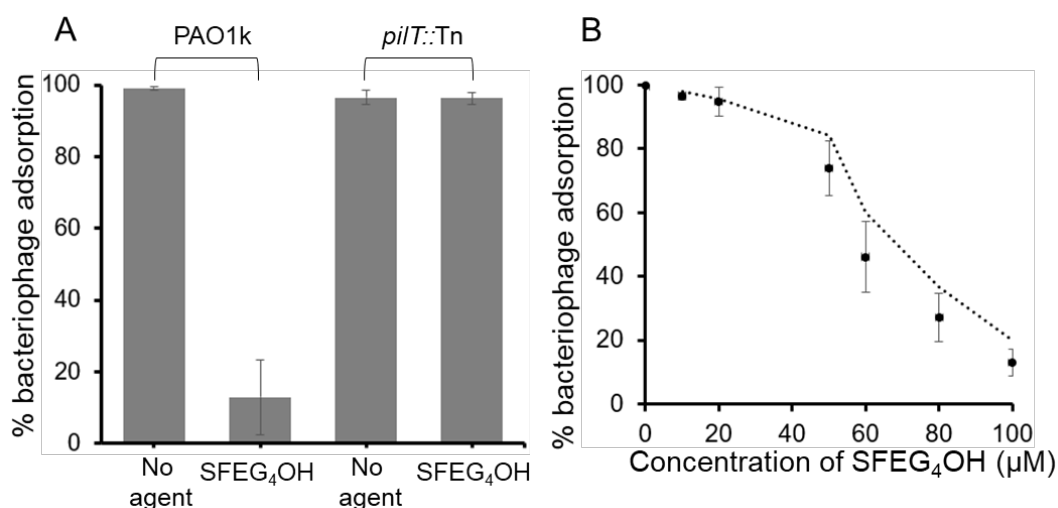 A
PAO1k
pilT::Tn
% bacteriophage adsorption
100
80
60
40
20
0
No agent
SFEG₄OH
No agent
SFEG₄OH
B
% bacteriophage adsorption
100
80
60
40
20
0
0 20 40 60 80 100
Concentration of SFEG₄OH (µM)